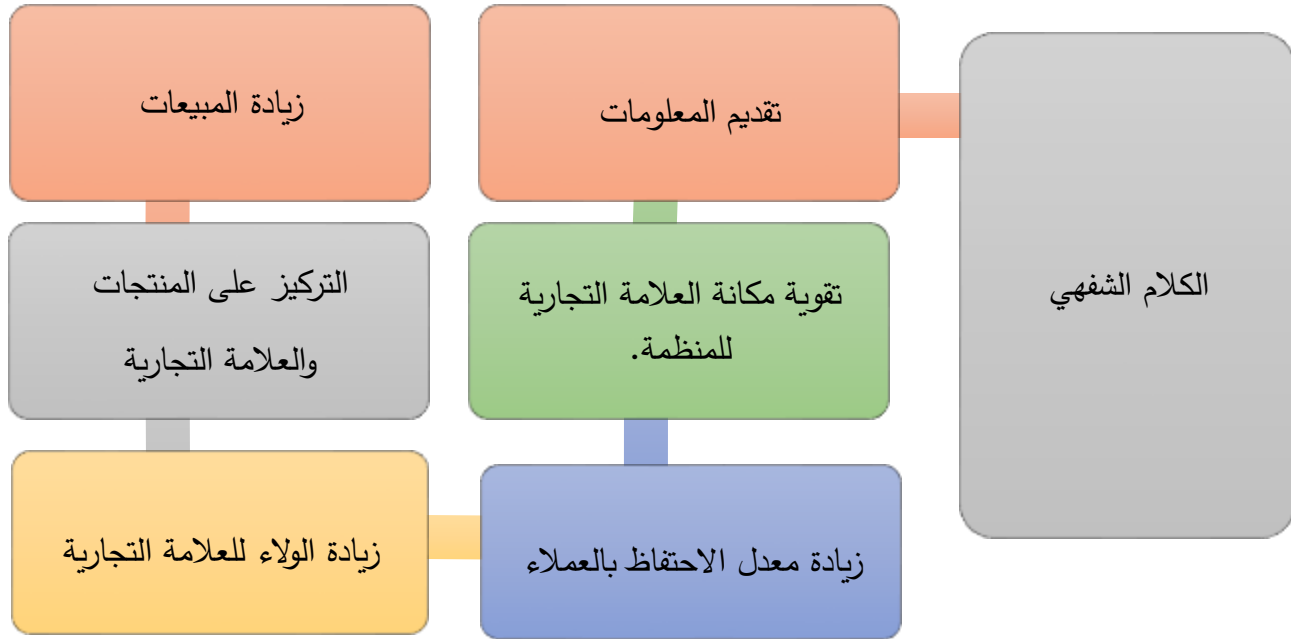 الكلام الشفهي
تقديم المعلومات
تقوية مكانة العلامة التجارية
للمنظمة.
زيادة معدل الاحتفاظ بالعملاء
زيادة الولاء للعلامة التجارية
التركيز على المنتجات
والعلامة التجارية
زيادة المبيعات